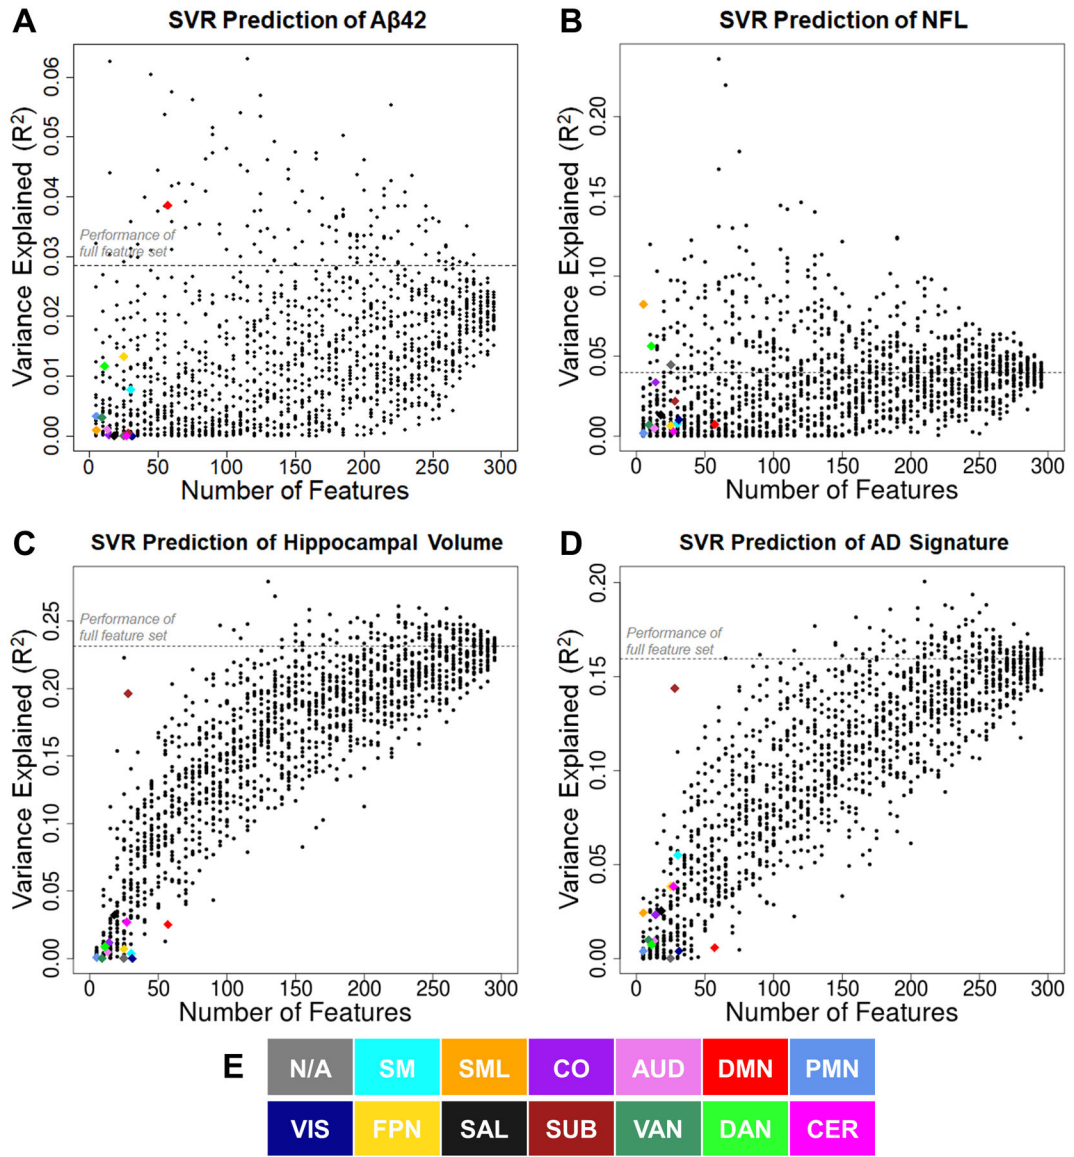 A
SVR Prediction of Aβ42
Variance Explained (R²)
0.06
0.05
0.04
0.03
0.02
0.01
0.00
Performance of
full feature set
0 50 100 150 200 250 300
Number of Features
B
SVR Prediction of NFL
Variance Explained (R²)
0.20
0.15
0.10
0.05
0.00
0 50 100 150 200 250 300
Number of Features
C
SVR Prediction of Hippocampal Volume
Variance Explained (R²)
0.25
0.20
0.15
0.10
0.05
0.00
Performance of
full feature set
0 50 100 150 200 250 300
Number of Features
D
SVR Prediction of AD Signature
Variance Explained (R²)
0.20
0.15
0.10
0.05
0.00
Performance of
full feature set
0 50 100 150 200 250 300
Number of Features
E
N/A SM SML CO AUD DMN PMN
VIS FPN SAL SUB VAN DAN CER